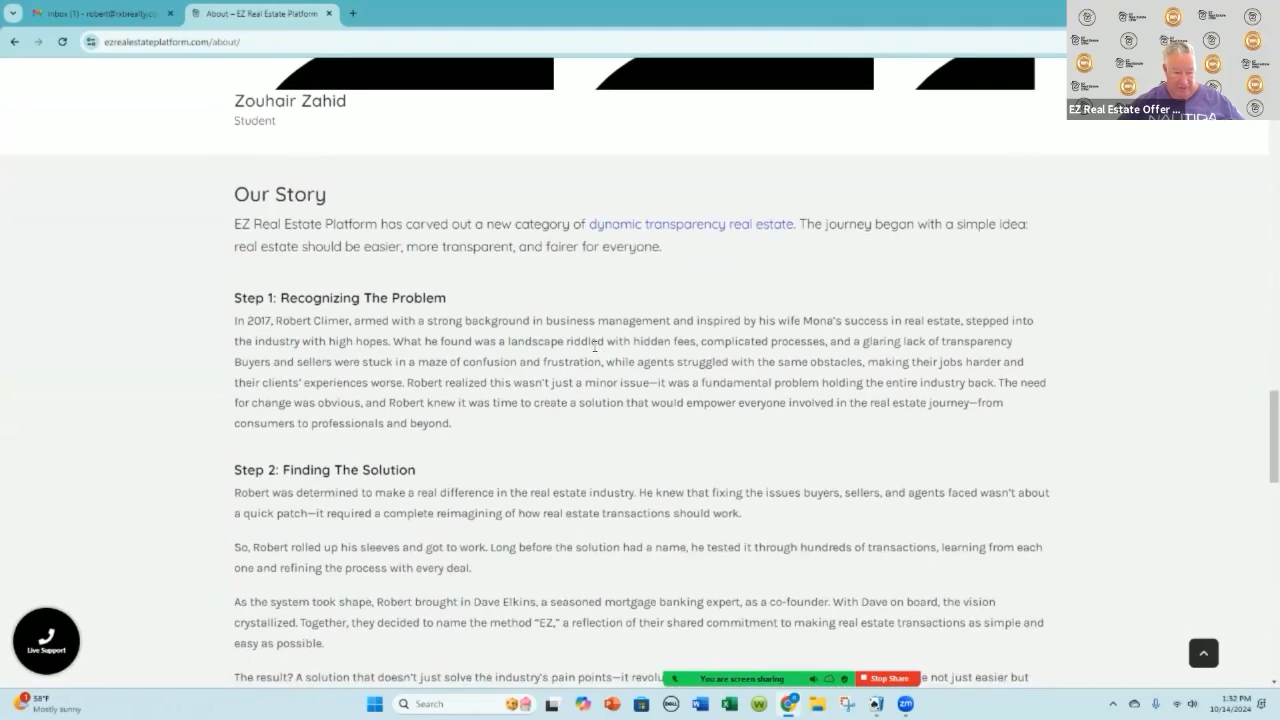 Inbox (1) - robert@rxbrealty.co
About – EZ Real Estate Platform
ezrealestateplatform.com/about/
EZ Real Estate Offer ...
NAUTICA
Zouhair Zahid
Student
Our Story
EZ Real Estate Platform has carved out a new category of dynamic transparency real estate. The journey began with a simple idea:
real estate should be easier, more transparent, and fairer for everyone.
Step 1: Recognizing The Problem
In 2017, Robert Climer, armed with a strong background in business management and inspired by his wife Mona's success in real estate, stepped into
the industry with high hopes. What he found was a landscape riddled with hidden fees, complicated processes, and a glaring lack of transparency
Buyers and sellers were stuck in a maze of confusion and frustration, while agents struggled with the same obstacles, making their jobs harder and
their clients' experiences worse. Robert realized this wasn't just a minor issue—it was a fundamental problem holding the entire industry back. The need
for change was obvious, and Robert knew it was time to create a solution that would empower everyone involved in the real estate journey—from
consumers to professionals and beyond.
Step 2: Finding The Solution
Robert was determined to make a real difference in the real estate industry. He knew that fixing the issues buyers, sellers, and agents faced wasn't about
a quick patch—it required a complete reimagining of how real estate transactions should work.
So, Robert rolled up his sleeves and got to work. Long before the solution had a name, he tested it through hundreds of transactions, learning from each
one and refining the process with every deal.
As the system took shape, Robert brought in Dave Elkins, a seasoned mortgage banking expert, as a co-founder. With Dave on board, the vision
crystallized. Together, they decided to name the method "EZ," a reflection of their shared commitment to making real estate transactions as simple and
easy as possible.
The result? A solution that doesn't just solve the industry's pain points—it revolu
e not just easier but
Live Support
You are screen sharing
Stop Share
1
58°F
Mostly sunny
Search
DELL
1:32 PM
10/14/2024